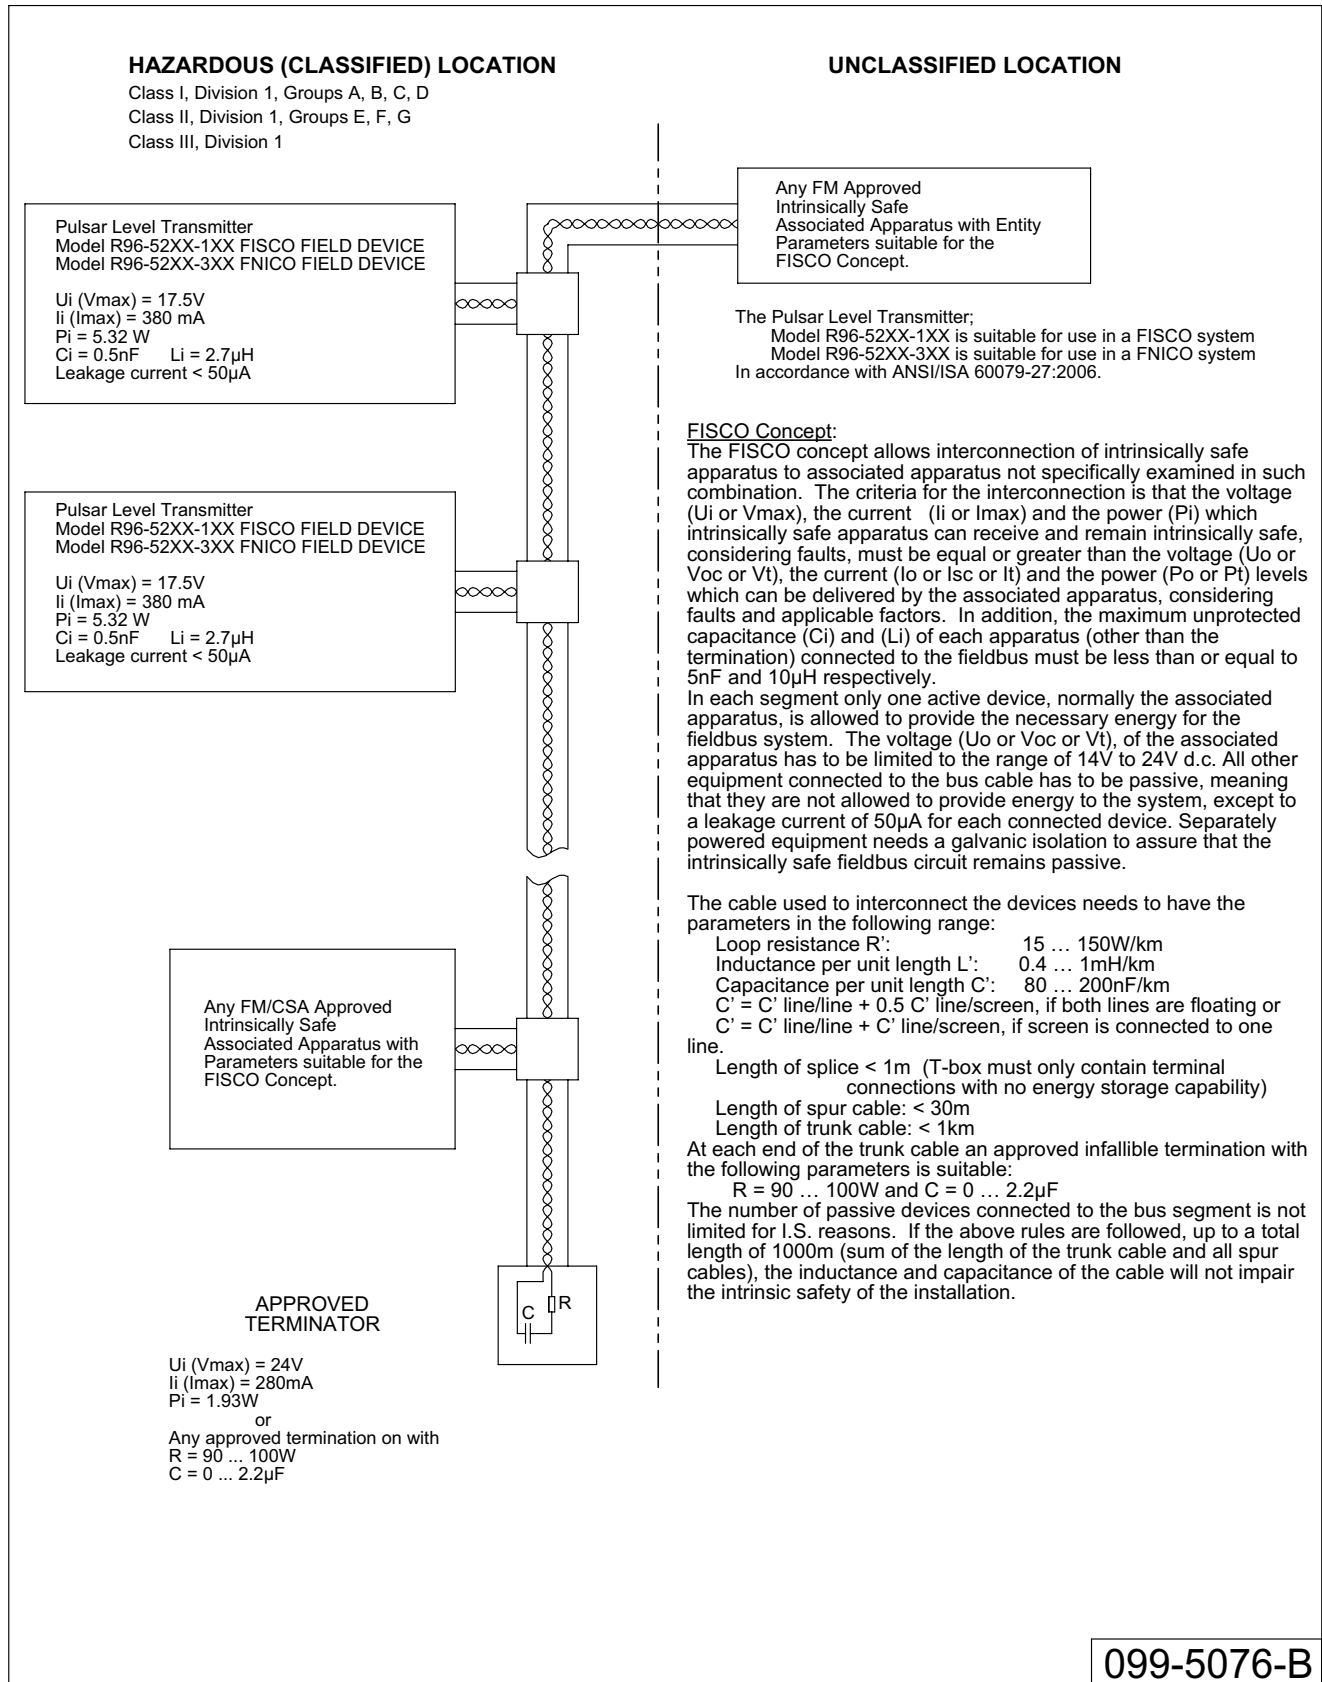 HAZARDOUS (CLASSIFIED) LOCATION
Class I, Division 1, Groups A, B, C, D
Class II, Division 1, Groups E, F, G
Class III, Division 1
UNCLASSIFIED LOCATION
Pulsar Level Transmitter
Model R96-52XX-1XX FISCO FIELD DEVICE
Model R96-52XX-3XX FNICO FIELD DEVICE
Ui (Vmax) = 17.5V
Ii (Imax) = 380 mA
Pi = 5.32 W
Ci = 0.5nF Li = 2.7µH
Leakage current < 50µA
Any FM Approved
Intrinsically Safe
Associated Apparatus with Entity
Parameters suitable for the
FISCO Concept.
The Pulsar Level Transmitter;
Model R96-52XX-1XX is suitable for use in a FISCO system
Model R96-52XX-3XX is suitable for use in a FNICO system
In accordance with ANSI/ISA 60079-27:2006.
Pulsar Level Transmitter
Model R96-52XX-1XX FISCO FIELD DEVICE
Model R96-52XX-3XX FNICO FIELD DEVICE
Ui (Vmax) = 17.5V
Ii (Imax) = 380 mA
Pi = 5.32 W
Ci = 0.5nF Li = 2.7µH
Leakage current < 50µA
FISCO Concept:
The FISCO concept allows interconnection of intrinsically safe
apparatus to associated apparatus not specifically examined in such
combination. The criteria for the interconnection is that the voltage
(Ui or Vmax), the current (Ii or Imax) and the power (Pi) which
intrinsically safe apparatus can receive and remain intrinsically safe,
considering faults, must be equal or greater than the voltage (Uo or
Voc or Vt), the current (Io or Isc or It) and the power (Po or Pt) levels
which can be delivered by the associated apparatus, considering
faults and applicable factors. In addition, the maximum unprotected
capacitance (Ci) and (Li) of each apparatus (other than the
termination) connected to the fieldbus must be less than or equal to
5nF and 10µH respectively.
In each segment only one active device, normally the associated
apparatus, is allowed to provide the necessary energy for the
fieldbus system. The voltage (Uo or Voc or Vt), of the associated
apparatus has to be limited to the range of 14V to 24V d.c. All other
equipment connected to the bus cable has to be passive, meaning
that they are not allowed to provide energy to the system, except to
a leakage current of 50µA for each connected device. Separately
powered equipment needs a galvanic isolation to assure that the
intrinsically safe fieldbus circuit remains passive.
The cable used to interconnect the devices needs to have the
parameters in the following range:
Loop resistance R’: 15 … 150W/km
Inductance per unit length L’: 0.4 … 1mH/km
Capacitance per unit length C’: 80 … 200nF/km
C’ = C’ line/line + 0.5 C’ line/screen, if both lines are floating or
C’ = C’ line/line + C’ line/screen, if screen is connected to one
line.
Length of splice < 1m (T-box must only contain terminal
connections with no energy storage capability)
Length of spur cable: < 30m
Length of trunk cable: < 1km
At each end of the trunk cable an approved infallible termination with
the following parameters is suitable:
R = 90 … 100W and C = 0 … 2.2µF
The number of passive devices connected to the bus segment is not
limited for I.S. reasons. If the above rules are followed, up to a total
length of 1000m (sum of the length of the trunk cable and all spur
cables), the inductance and capacitance of the cable will not impair
the intrinsic safety of the installation.
Any FM/CSA Approved
Intrinsically Safe
Associated Apparatus with
Parameters suitable for the
FISCO Concept.
C R
APPROVED
TERMINATOR
Ui (Vmax) = 24V
Ii (Imax) = 280mA
Pi = 1.93W
or
Any approved termination on with
R = 90 ... 100W
C = 0 ... 2.2µF
099-5076-B